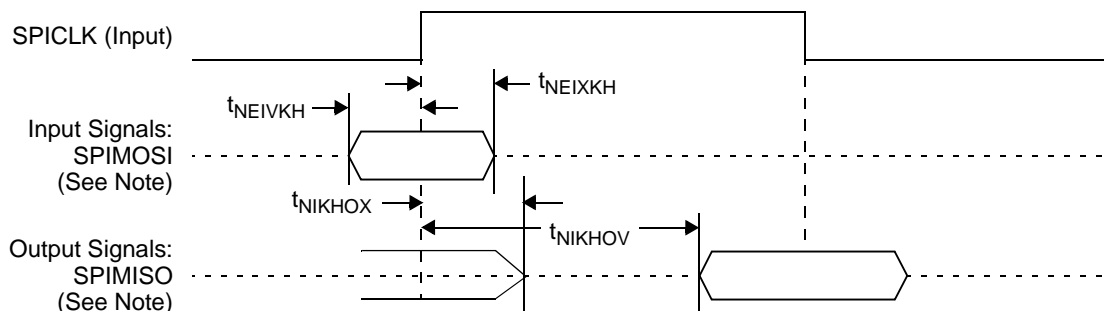 SPICLK (Input)
tNEIXKH
tNEIVKH
Input Signals:
SPIMOSI
(See Note)
tNIKHOX
tNIKHOV
Output Signals:
SPIMISO
(See Note)